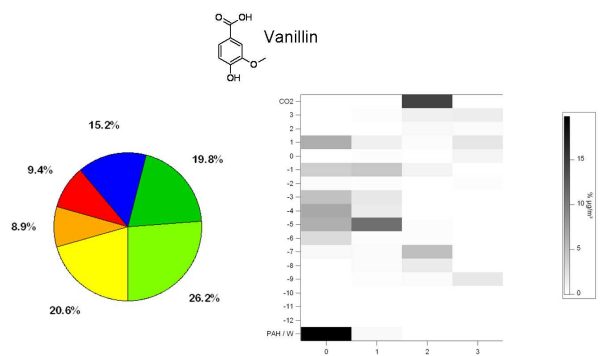 O
OH
Vanillin
O
OH
15.2%
19.8%
9.4%
8.9%
20.6%
26.2%
CO2
3
2
1
0
-1
-2
-3
-4
-5
-6
-7
-8
-9
-10
-11
-12
PAH / W
0 1 2 3
15
10
5
0
% µg/m³